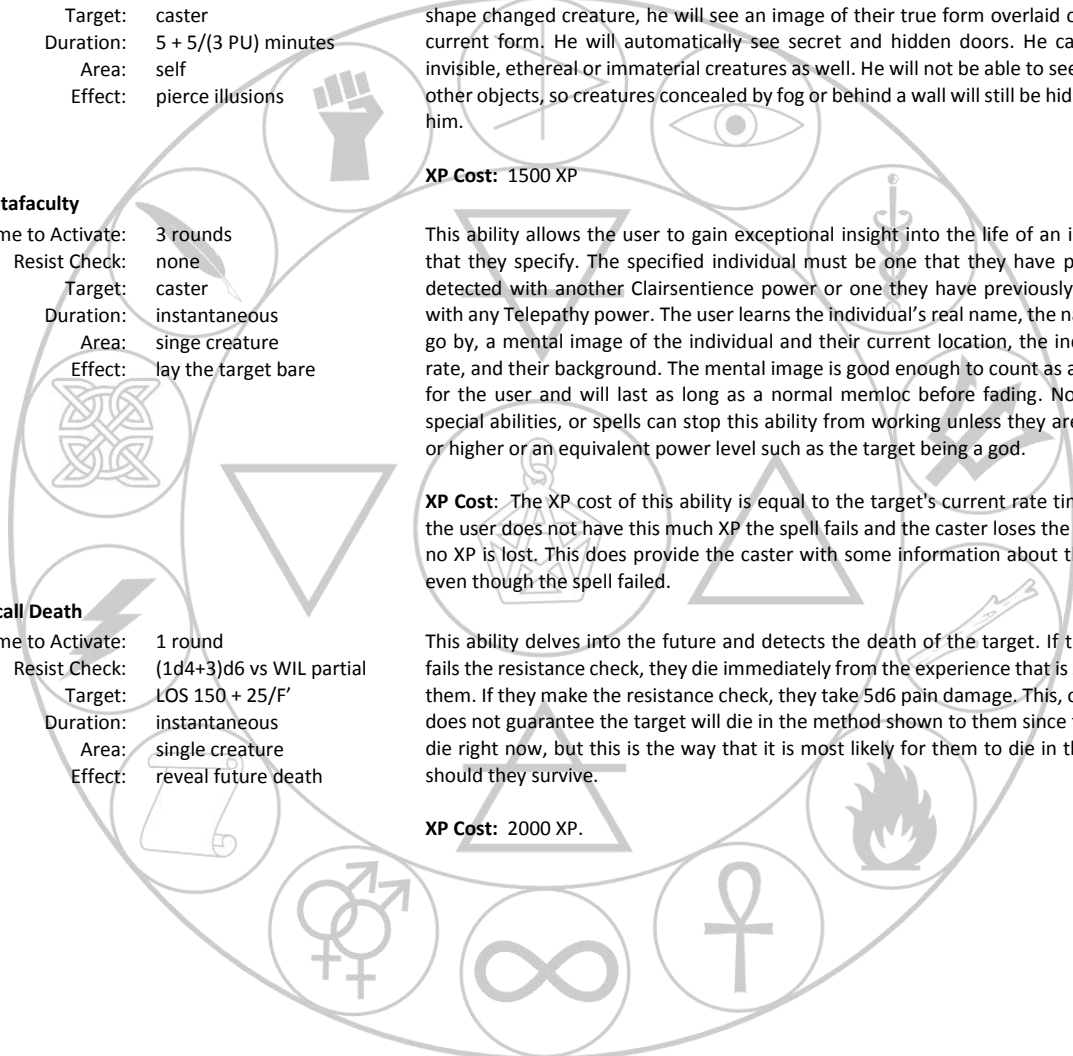 Target: caster
Duration: 5 + 5/(3 PU) minutes
Area: self
Effect: pierce illusions
shape changed creature, he will see an image of their true form overlaid o
current form. He will automatically see secret and hidden doors. He ca
invisible, ethereal or immaterial creatures as well. He will not be able to see
other objects, so creatures concealed by fog or behind a wall will still be hid
him.
XP Cost: 1500 XP
tafaculty
me to Activate: 3 rounds
Resist Check: none
Target: caster
Duration: instantaneous
Area: singe creature
Effect: lay the target bare
This ability allows the user to gain exceptional insight into the life of an i
that they specify. The specified individual must be one that they have p
detected with another Clairsentience power or one they have previously
with any Telepathy power. The user learns the individual’s real name, the na
go by, a mental image of the individual and their current location, the inc
rate, and their background. The mental image is good enough to count as a
for the user and will last as long as a normal memloc before fading. No
special abilities, or spells can stop this ability from working unless they are
or higher or an equivalent power level such as the target being a god.
XP Cost: The XP cost of this ability is equal to the target's current rate tim
the user does not have this much XP the spell fails and the caster loses the
no XP is lost. This does provide the caster with some information about th
even though the spell failed.
call Death
me to Activate: 1 round
Resist Check: (1d4+3)d6 vs WIL partial
Target: LOS 150 + 25/F’
Duration: instantaneous
Area: single creature
Effect: reveal future death
This ability delves into the future and detects the death of the target. If t
fails the resistance check, they die immediately from the experience that is
them. If they make the resistance check, they take 5d6 pain damage. This, o
does not guarantee the target will die in the method shown to them since t
die right now, but this is the way that it is most likely for them to die in th
should they survive.
XP Cost: 2000 XP.